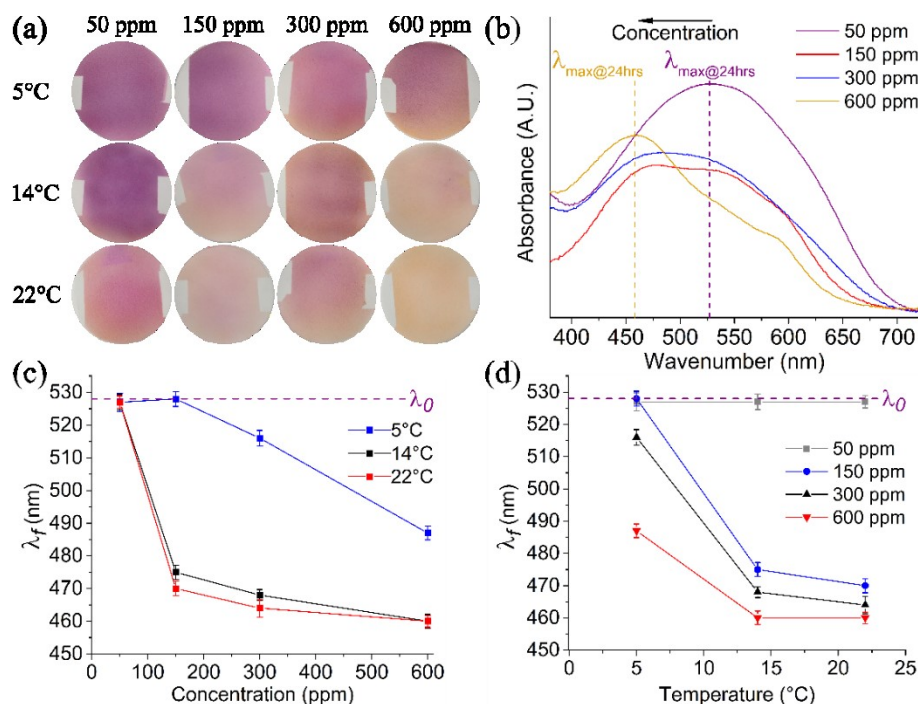 (a)
50 ppm 150 ppm 300 ppm 600 ppm
5°C
14°C
22°C
(b)
Concentration
λmax@24hrs
λmax@24hrs
50 ppm
150 ppm
300 ppm
600 ppm
Absorbance (A.U.)
400 450 500 550 600 650 700
Wavenumber (nm)
(c)
530
520
510
500
490
480
470
460
450
λf (nm)
λ0
5°C
14°C
22°C
0 100 200 300 400 500 600
Concentration (ppm)
(d)
530
520
510
500
490
480
470
460
450
λf (nm)
λ0
50 ppm
150 ppm
300 ppm
600 ppm
0 5 10 15 20 25
Temperature (°C)